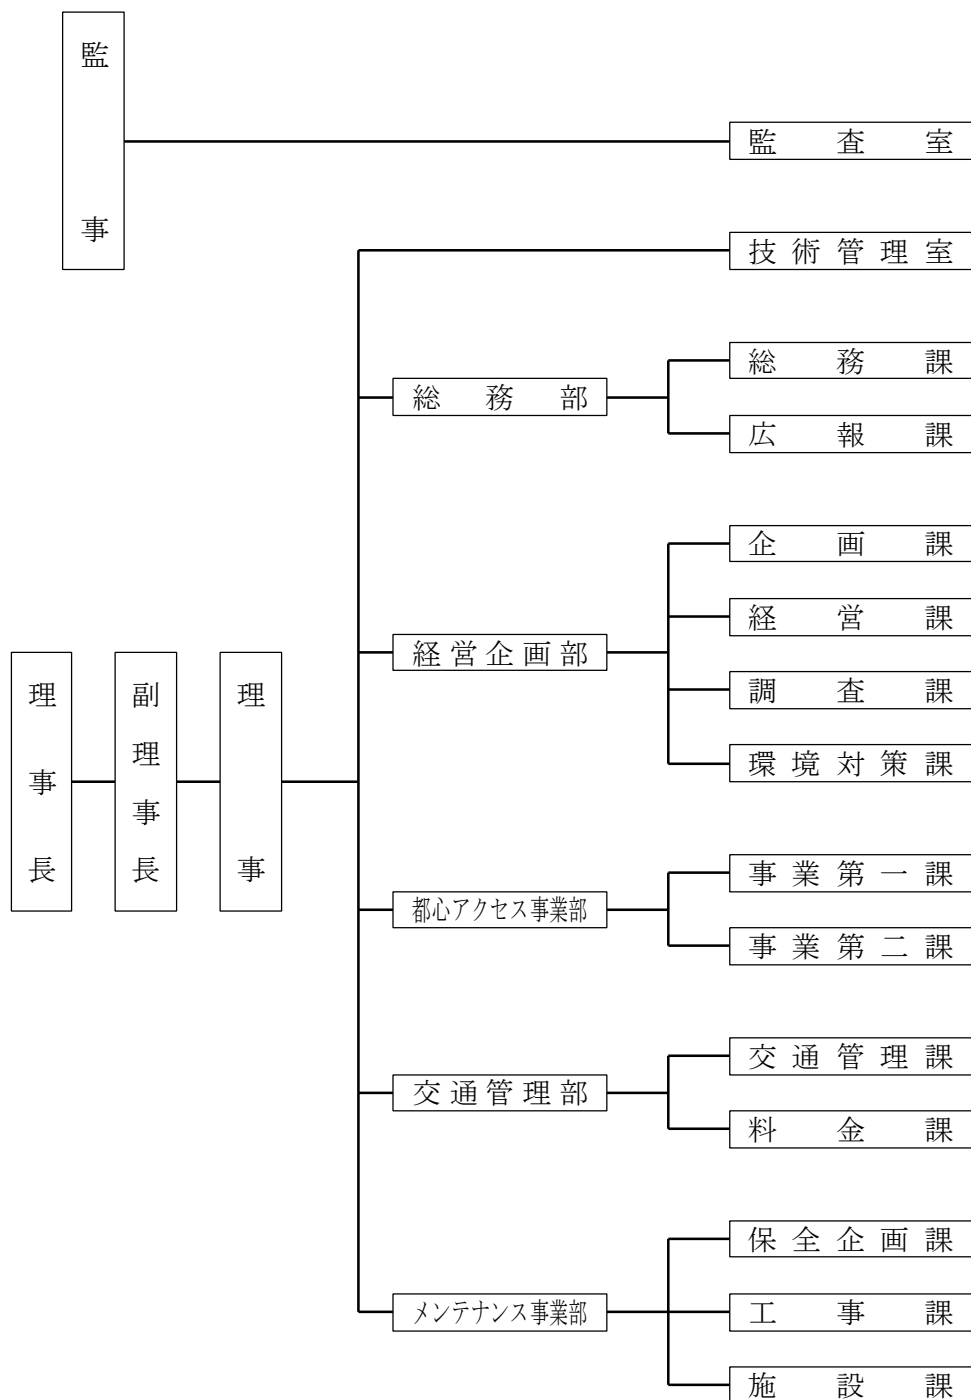 監事
監査室
技術管理室
総務部
総務課
広報課
理事長
副理事長
理事
経営企画部
企画課
経営課
調査課
環境対策課
都心アクセス事業部
事業第一課
事業第二課
交通管理部
交通管理課
料金課
メンテナンス事業部
保全企画課
工事課
施設課